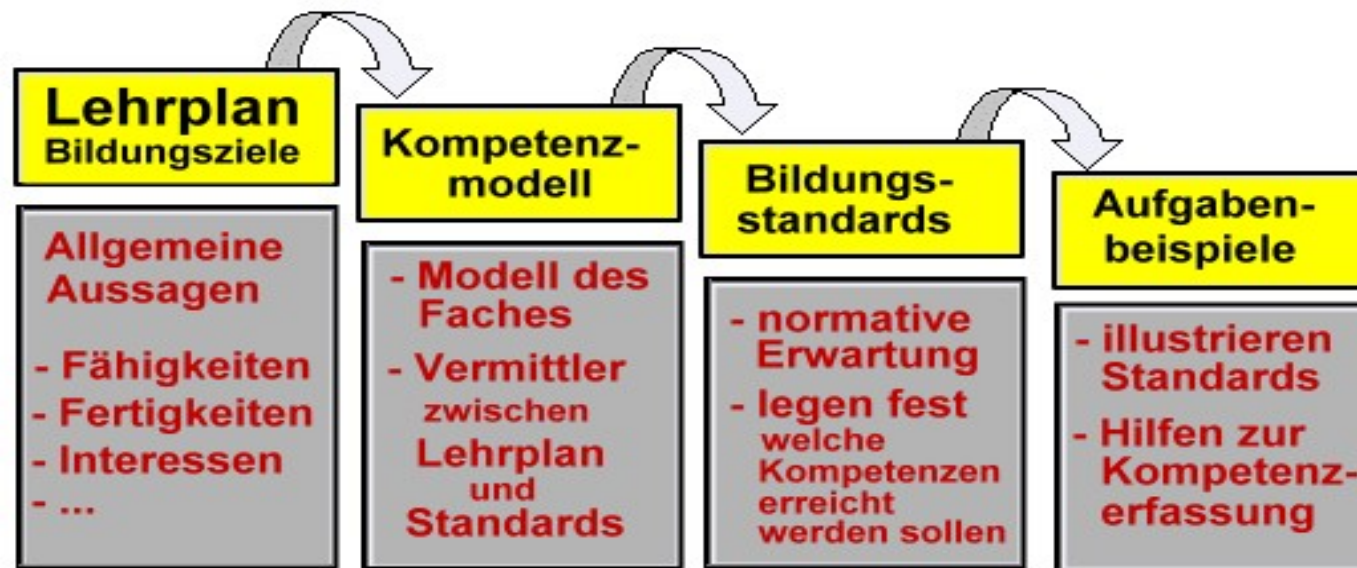 Lehrplan
Bildungsziele
Allgemeine
Aussagen
- Fähigkeiten
- Fertigkeiten
- Interessen
- ...
Kompetenz-
modell
- Modell des
Faches
- Vermittler
zwischen
Lehrplan
und
Standards
Bildungs-
standards
- normative
Erwartung
- legen fest
welche
Kompetenzen
erreicht
werden sollen
Aufgaben-
beispiele
- illustrieren
Standards
- Hilfen zur
Kompetenz-
erfassung